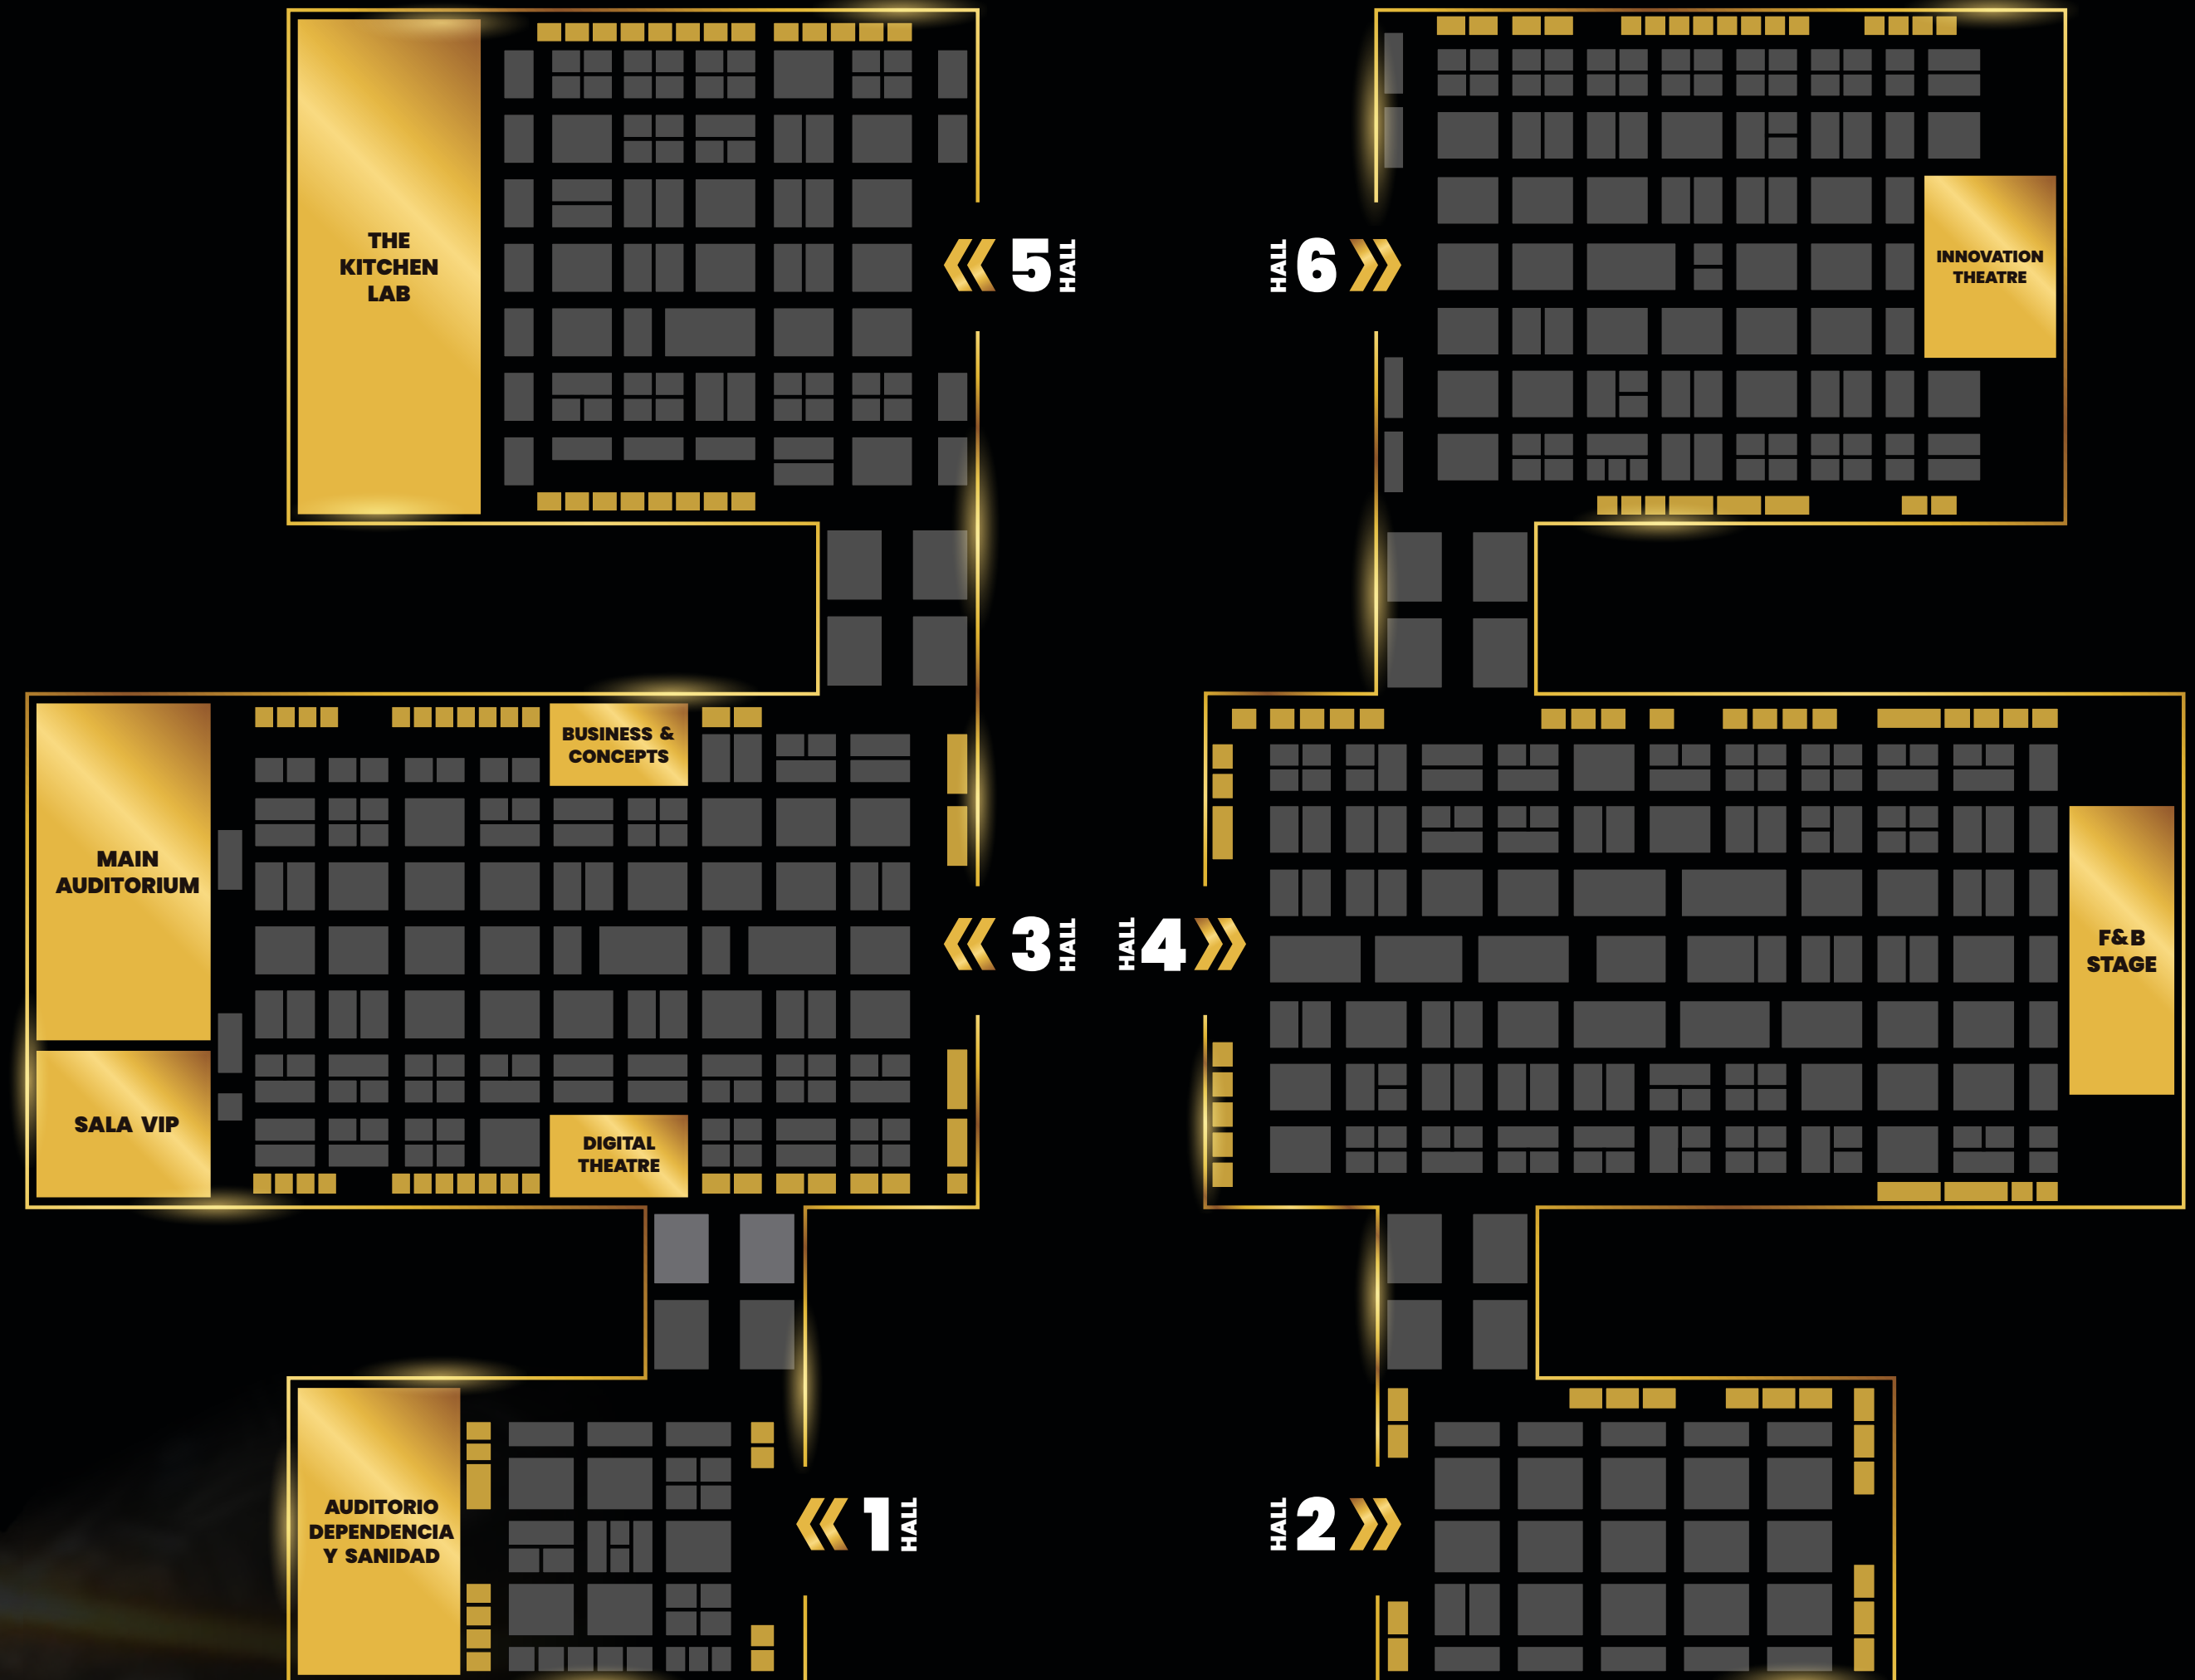 THE
KITCHEN
LAB
5 HALL
HALL 6
INNOVATION
THEATRE
BUSINESS &
CONCEPTS
MAIN
AUDITORIUM
3 HALL
HALL 4
F&B
STAGE
SALA VIP
DIGITAL
THEATRE
AUDITORIO
DEPENDENCIA
Y SANIDAD
1 HALL
HALL 2